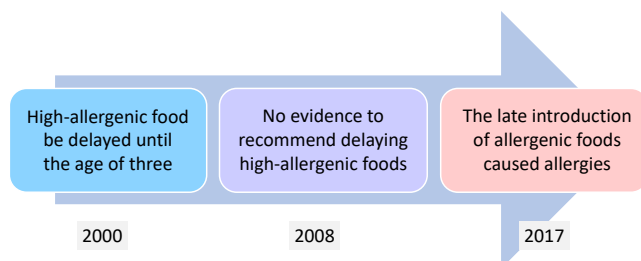 High-allergenic food
be delayed until
the age of three
No evidence to
recommend delaying
high-allergenic foods
The late introduction
of allergenic foods
caused allergies
2000
2008
2017